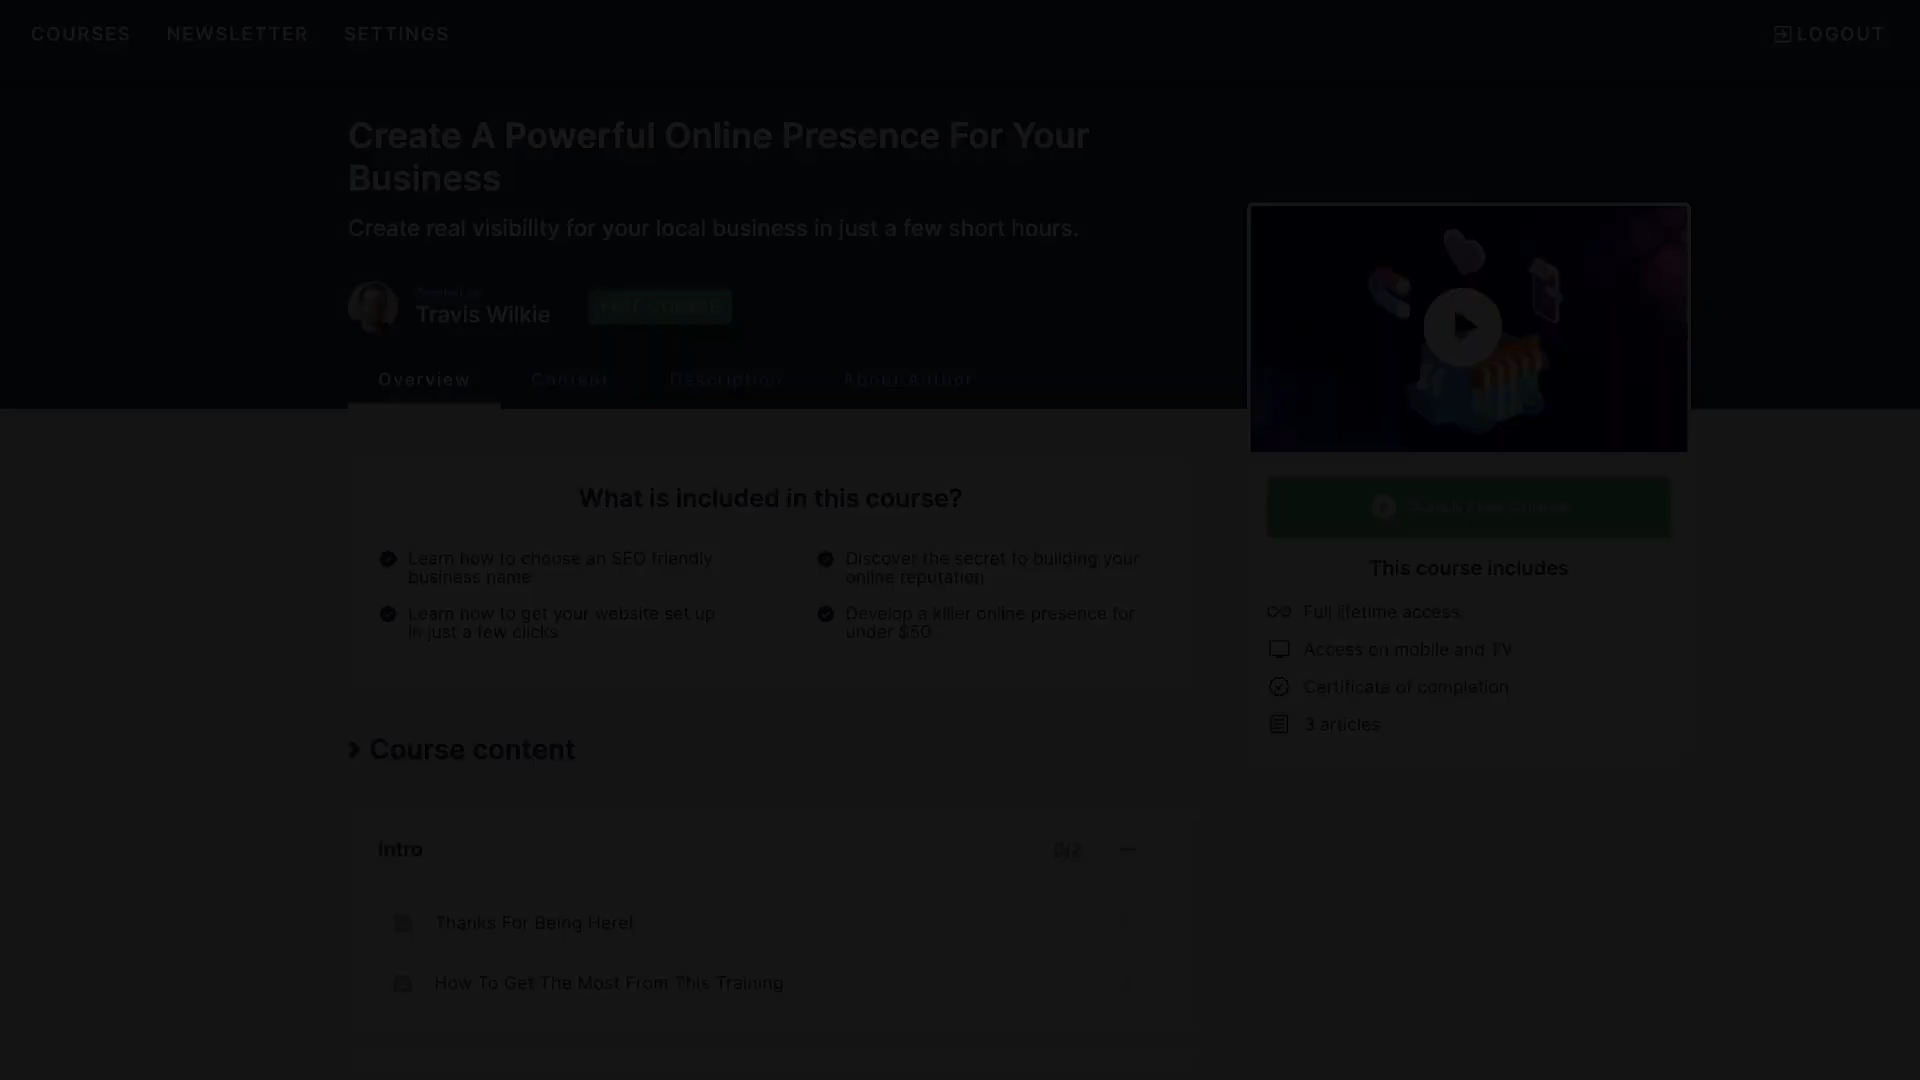 COURSES
NEWSLETTER
SETTINGS
LOGOUT
Create A Powerful Online Presence For Your
Business
Create real visibility for your local business in just a few short hours.
Travis Wilkie
Overview
Content
Description
About Author
What is included in this course?
Learn how to choose an SEO friendly
business name
Discover the secret to building your
online reputation
Learn how to get your website set up
in just a few clicks
Develop a killer online presence for
under $50
This course includes
Full lifetime access
Access on mobile and TV
Certificate of completion
3 articles
Course content
Intro
0/2
Thanks For Being Here!
How To Get The Most From This Training